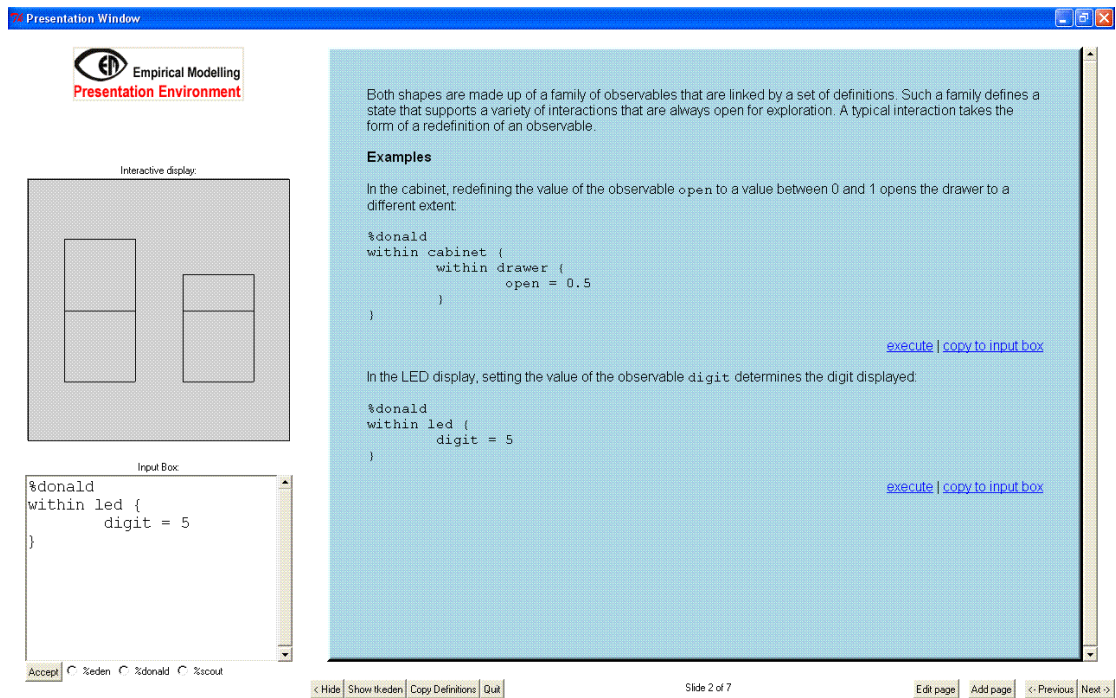 Presentation Window
EM Empirical Modelling
Presentation Environment
Interactive display:
Input Box:
%donald
within led {
digit = 5
}
Accept %eden %donald %scout
Both shapes are made up of a family of observables that are linked by a set of definitions. Such a family defines a
state that supports a variety of interactions that are always open for exploration. A typical interaction takes the
form of a redefinition of an observable.
Examples
In the cabinet, redefining the value of the observable open to a value between 0 and 1 opens the drawer to a
different extent:
%donald
within cabinet {
within drawer {
open = 0.5
}
}
execute | copy to input box
In the LED display, setting the value of the observable digit determines the digit displayed:
%donald
within led {
digit = 5
}
execute | copy to input box
< Hide Show tkeden Copy Definitions Quit Slide 2 of 7 Edit page Add page <- Previous Next ->